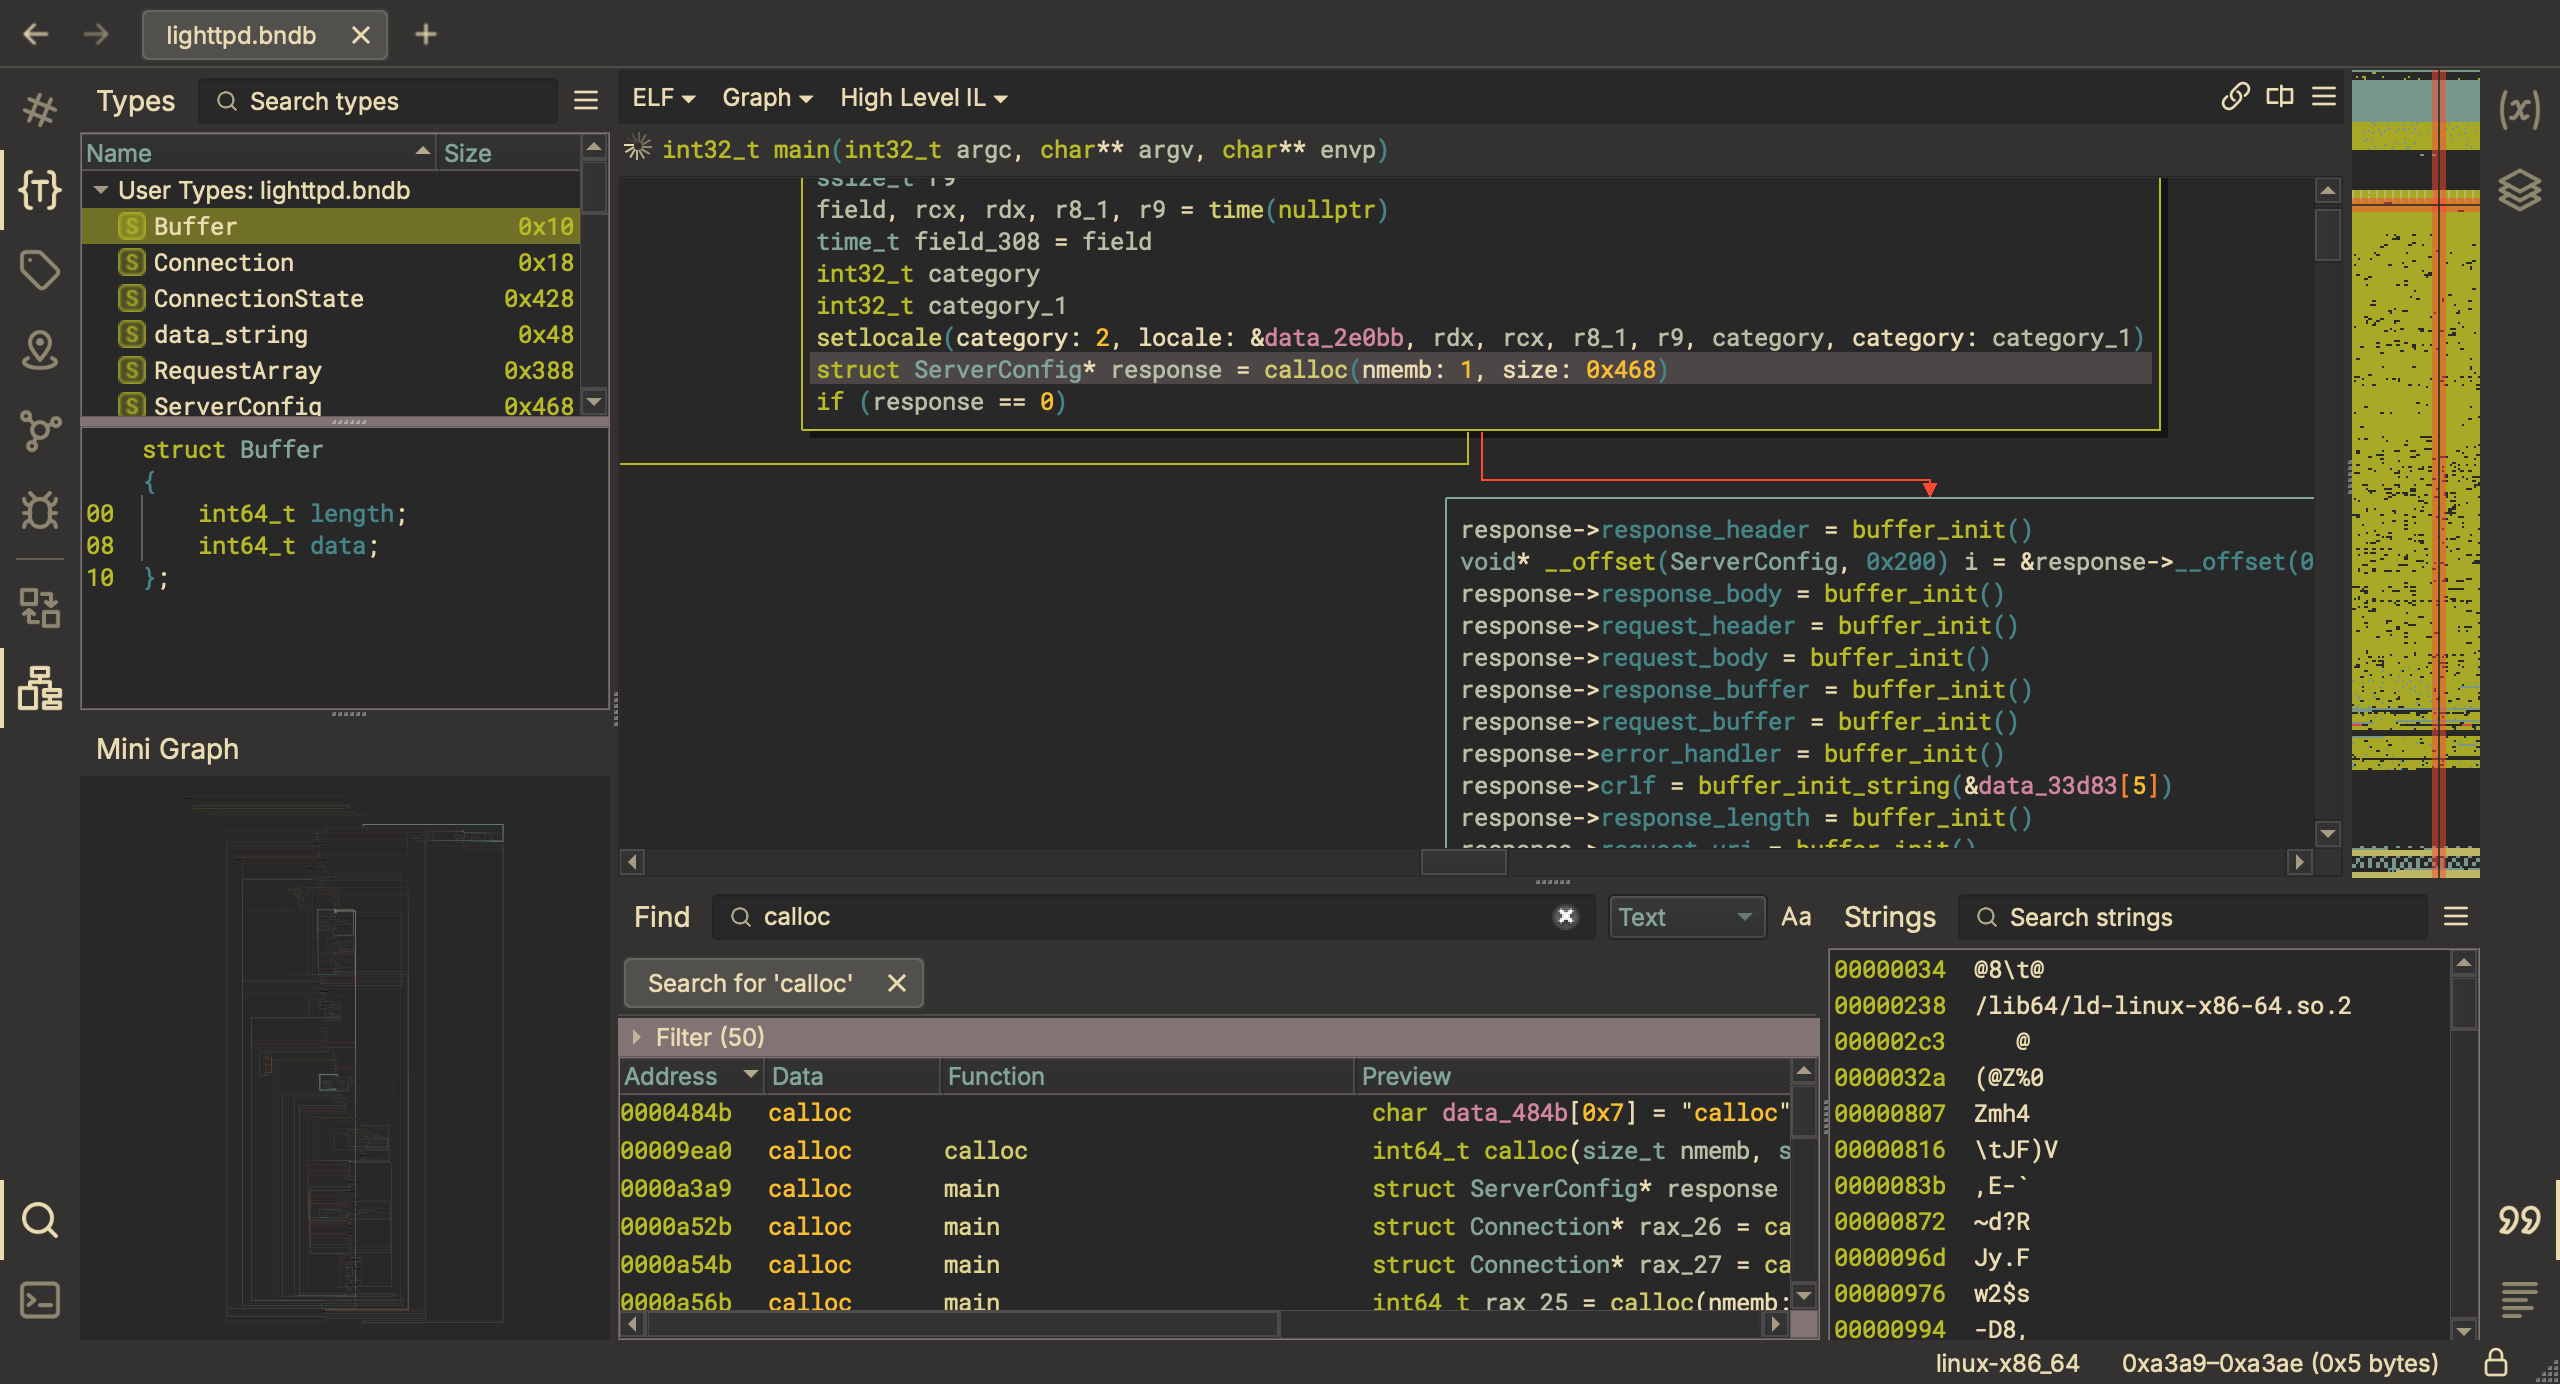 lighttpd.bndb
Types
Search types
Name Size
User Types: lighttpd.bndb
S Buffer 0x10
S Connection 0x18
S ConnectionState 0x428
S data_string 0x48
S RequestArray 0x388
S ServerConfig 0x468
struct Buffer
{
00 int64_t length;
08 int64_t data;
10 };
Mini Graph
ELF Graph High Level IL
int32_t main(int32_t argc, char** argv, char** envp)
ssize_t r9
field, rcx, rdx, r8_1, r9 = time(nullptr)
time_t field_308 = field
int32_t category
int32_t category_1
setlocale(category: 2, locale: &data_2e0bb, rdx, rcx, r8_1, r9, category, category: category_1)
struct ServerConfig* response = calloc(nmemb: 1, size: 0x468)
if (response == 0)
response->response_header = buffer_init()
void* __offset(ServerConfig, 0x200) i = &response->__offset(0
response->response_body = buffer_init()
response->request_header = buffer_init()
response->request_body = buffer_init()
response->response_buffer = buffer_init()
response->request_buffer = buffer_init()
response->error_handler = buffer_init()
response->crlf = buffer_init_string(&data_33d83[5])
response->response_length = buffer_init()
response->request_uri = buffer_init()
Find
calloc
Text
Aa
Search for 'calloc'
Filter (50)
Address Data Function Preview
0000484b calloc char data_484b[0x7] = "calloc"
00009ea0 calloc calloc int64_t calloc(size_t nmemb, s
0000a3a9 calloc main struct ServerConfig* response
0000a52b calloc main struct Connection* rax_26 = ca
0000a54b calloc main struct Connection* rax_27 = ca
0000a56b calloc main int64_t rax_25 = calloc(nmemb:
Strings
Search strings
00000034 @8\t@
00000238 /lib64/ld-linux-x86-64.so.2
000002c3 @
0000032a (@Z%0
00000807 Zmh4
00000816 \tJF)V
0000083b ,E-`
00000872 ~d?R
0000096d Jy.F
00000976 w2$s
00000994 -D8,
linux-x86_64 0xa3a9–0xa3ae (0x5 bytes)